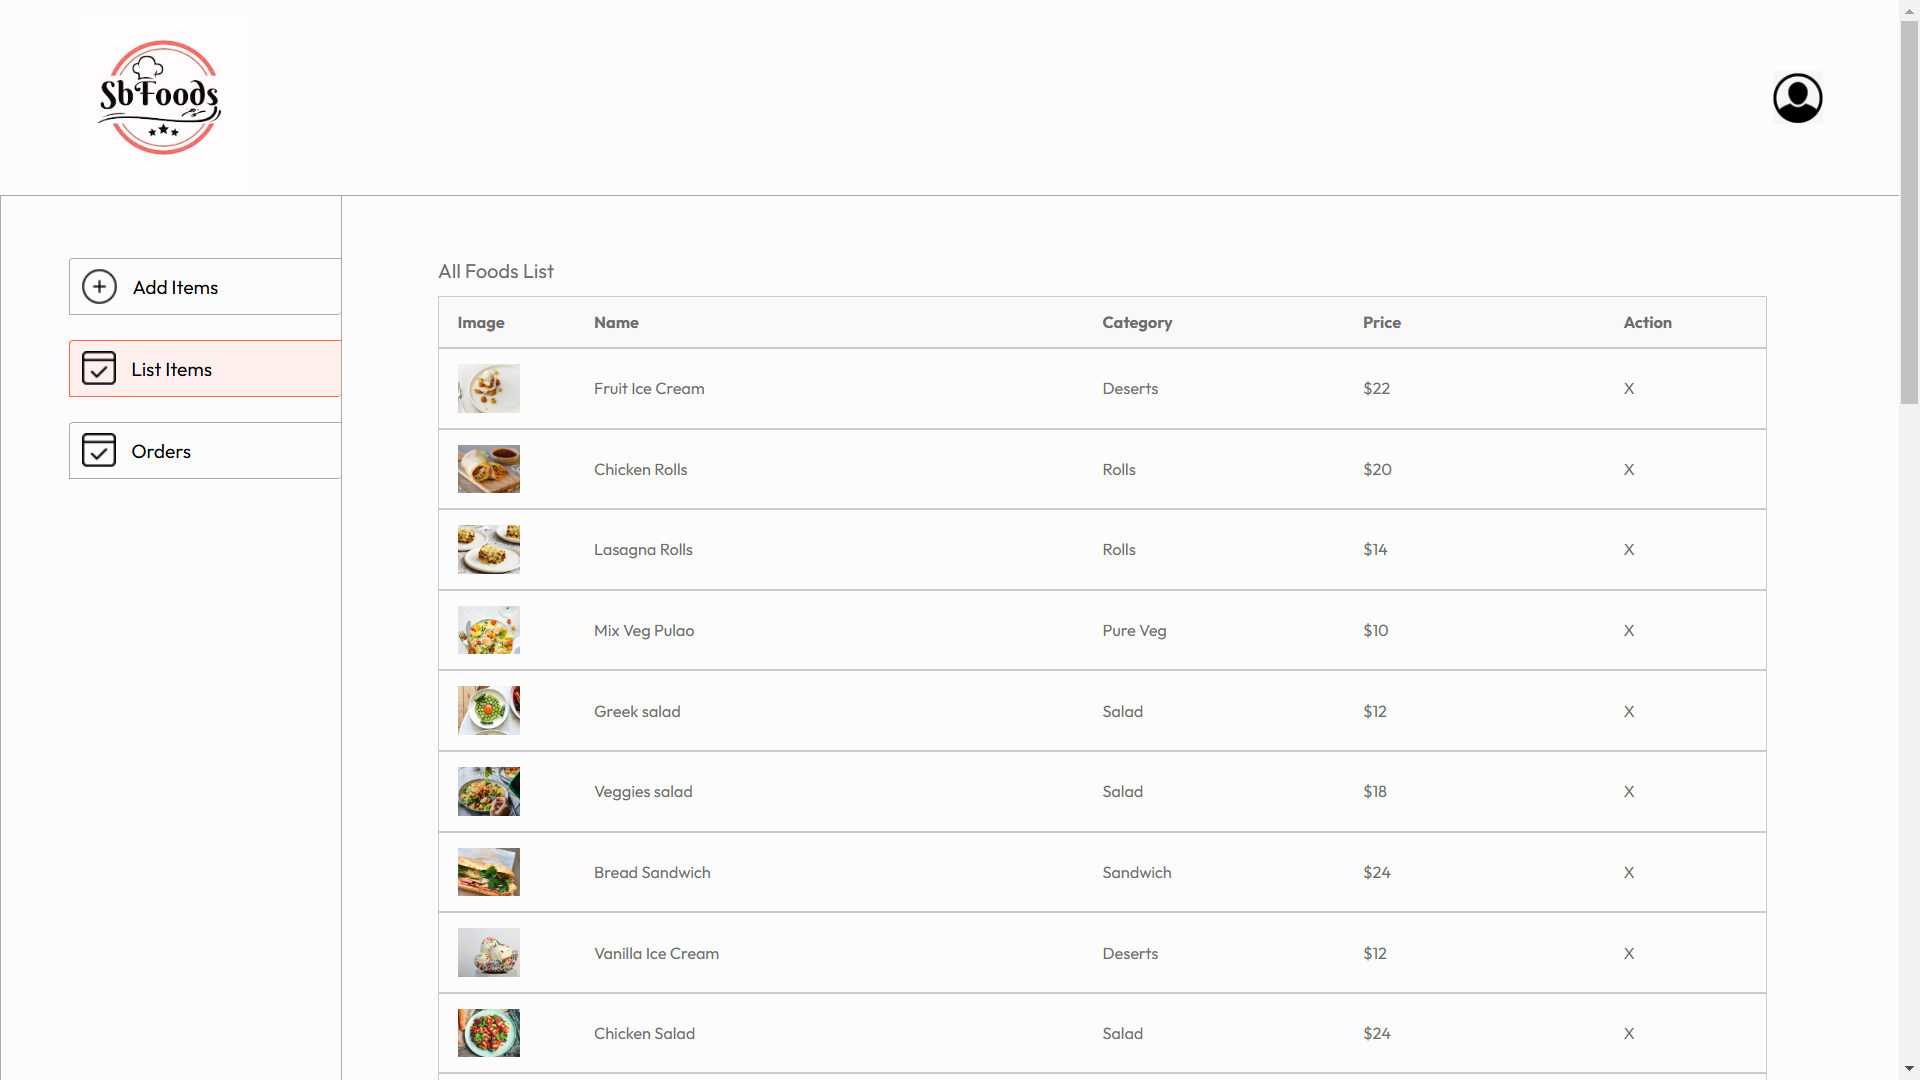 SbFoods
Add Items
List Items
Orders
All Foods List
Image Name Category Price Action
Fruit Ice Cream Deserts $22 X
Chicken Rolls Rolls $20 X
Lasagna Rolls Rolls $14 X
Mix Veg Pulao Pure Veg $10 X
Greek salad Salad $12 X
Veggies salad Salad $18 X
Bread Sandwich Sandwich $24 X
Vanilla Ice Cream Deserts $12 X
Chicken Salad Salad $24 X